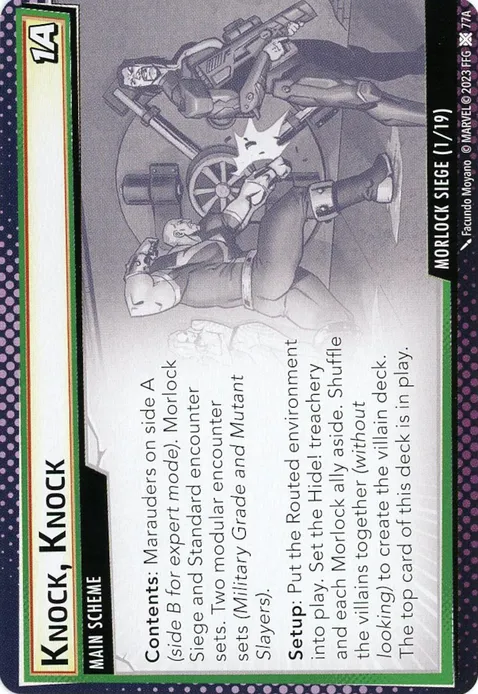 KNOCK, KNOCK
1A
MAIN SCHEME
Contents: Marauders on side A
(side B for expert mode). Morlock
Siege and Standard encounter
sets. Two modular encounter
sets (Military Grade and Mutant
Slayers).
Setup: Put the Routed environment
into play. Set the Hide! treachery
and each Morlock ally aside. Shuffle
the villains together (without
looking) to create the villain deck.
The top card of this deck is in play.
MORLOCK SIEGE (1/19)
Facundo Moyano © MARVEL © 2023 FFG 77A